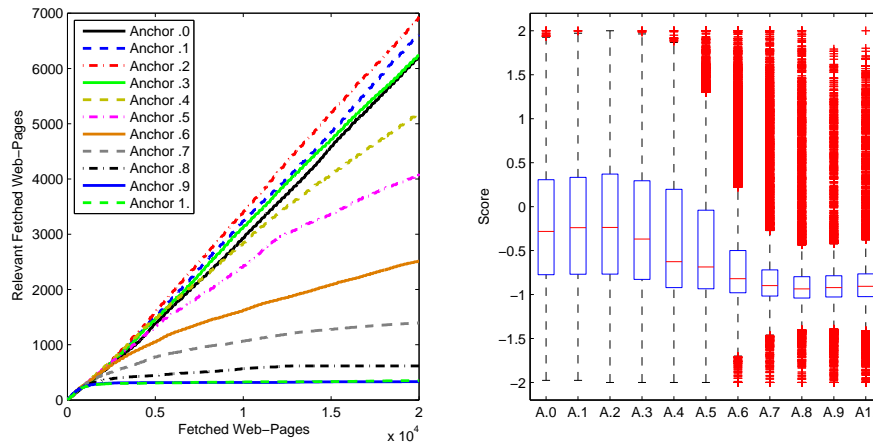 7000
6000
5000
4000
3000
2000
1000
0
Relevant Fetched Web−Pages
Anchor .0
Anchor .1
Anchor .2
Anchor .3
Anchor .4
Anchor .5
Anchor .6
Anchor .7
Anchor .8
Anchor .9
Anchor 1.
0 0.5 1 1.5 2
x 10^4
Fetched Web−Pages
2
1.5
1
0.5
0
−0.5
−1
−1.5
−2
Score
A.0 A.1 A.2 A.3 A.4 A.5 A.6 A.7 A.8 A.9 A1